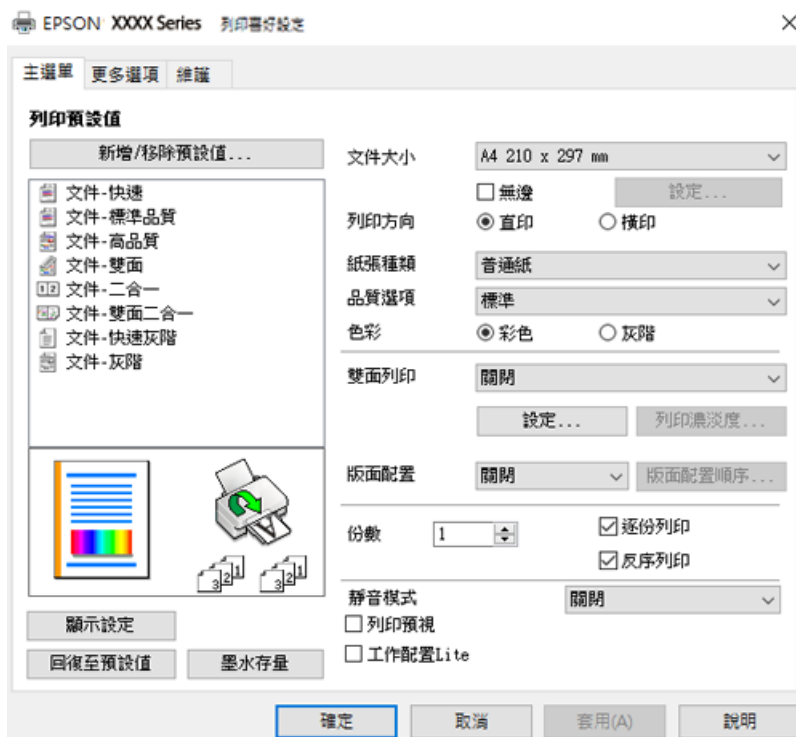 EPSON XXXX Series 列印喜好設定
主選單 更多選項 維護
列印預設值
新增/移除預設值...
文件-快速
文件-標準品質
文件-高品質
文件-雙面
文件-二合一
文件-雙面二合一
文件-快速灰階
文件-灰階
顯示設定
回復至預設值 墨水存量
文件大小 A4 210 x 297 mm
無邊 設定...
列印方向 直印 橫印
紙張種類 普通紙
品質選項 標準
色彩 彩色 灰階
雙面列印 關閉
設定... 列印濃淡度...
版面配置 關閉 版面配置順序...
份數 1 逐份列印
反序列印
靜音模式 關閉
列印預視
工作配置Lite
確定 取消 套用(A) 說明